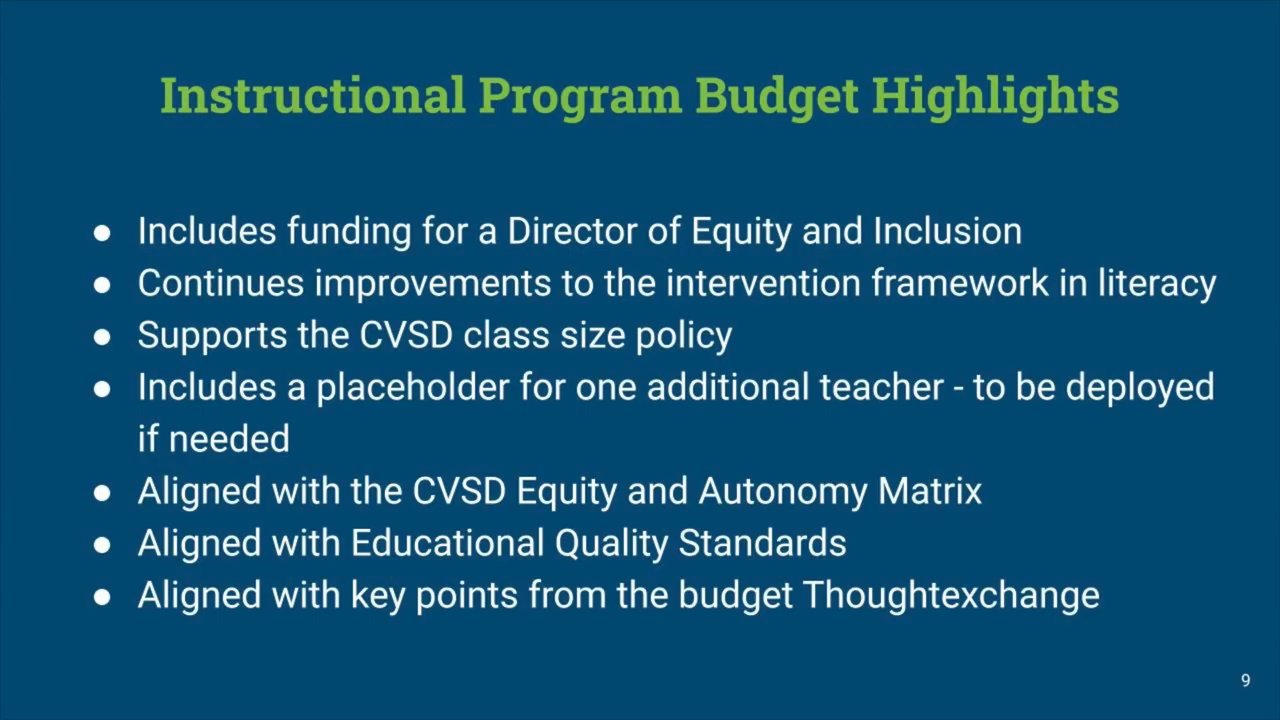 Instructional Program Budget Highlights
● Includes funding for a Director of Equity and Inclusion
● Continues improvements to the intervention framework in literacy
● Supports the CVSD class size policy
● Includes a placeholder for one additional teacher - to be deployed
if needed
● Aligned with the CVSD Equity and Autonomy Matrix
● Aligned with Educational Quality Standards
● Aligned with key points from the budget Thoughtexchange
9